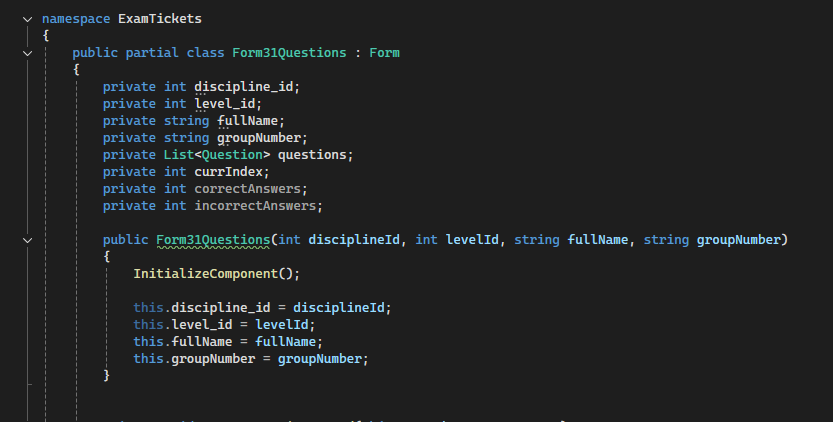 namespace ExamTickets
{
public partial class Form31Questions : Form
{
private int discipline_id;
private int level_id;
private string fullName;
private string groupNumber;
private List<Question> questions;
private int currIndex;
private int correctAnswers;
private int incorrectAnswers;
public Form31Questions(int disciplineId, int levelId, string fullName, string groupNumber)
{
InitializeComponent();
this.discipline_id = disciplineId;
this.level_id = levelId;
this.fullName = fullName;
this.groupNumber = groupNumber;
}